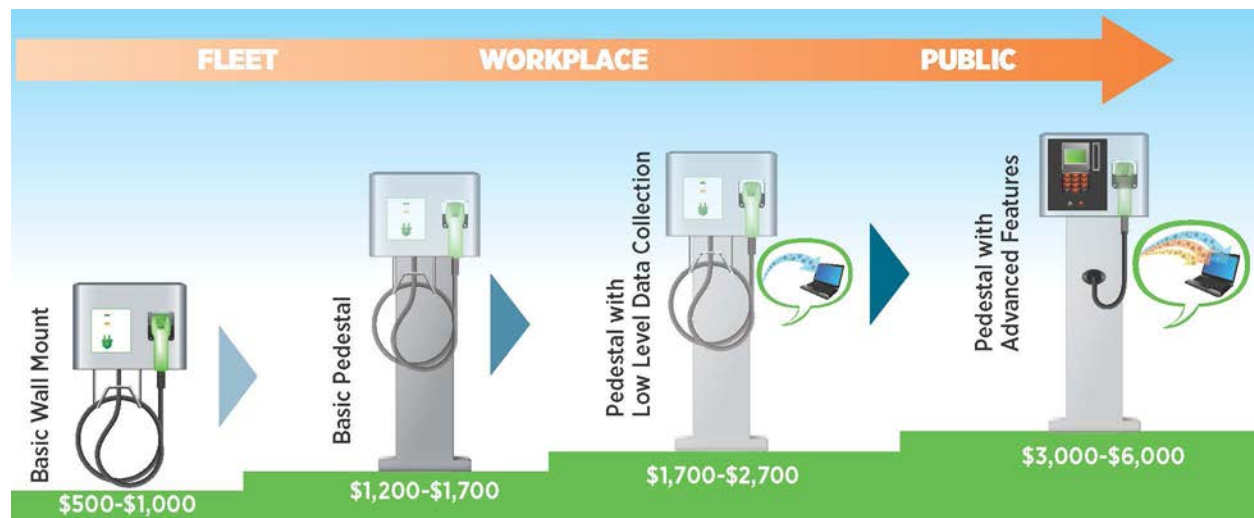 FLEET
WORKPLACE
PUBLIC
Basic Wall Mount
$500-$1,000
Basic Pedestal
$1,200-$1,700
Pedestal with
Low Level Data Collection
$1,700-$2,700
Pedestal with
Advanced Features
$3,000-$6,000